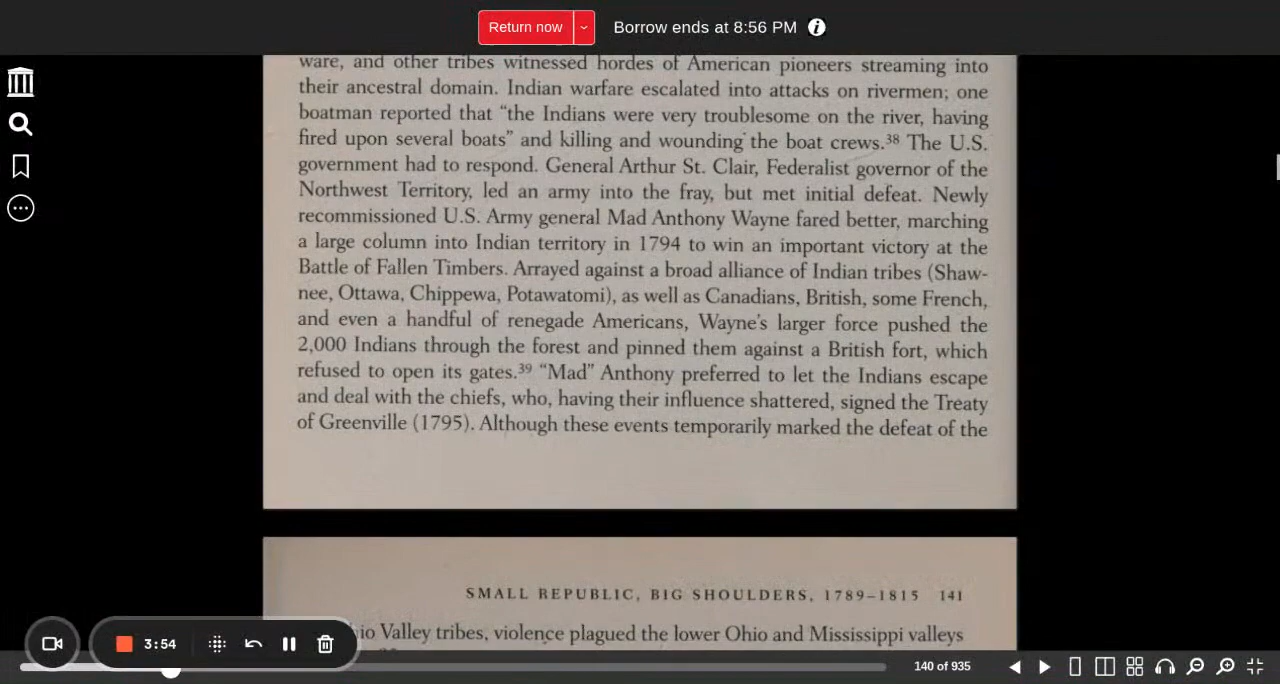 Return now
Borrow ends at 8:56 PM
ware, and other tribes witnessed hordes of American pioneers streaming into
their ancestral domain. Indian warfare escalated into attacks on rivermen; one
boatman reported that “the Indians were very troublesome on the river, having
fired upon several boats” and killing and wounding the boat crews.38 The U.S.
government had to respond. General Arthur St. Clair, Federalist governor of the
Northwest Territory, led an army into the fray, but met initial defeat. Newly
recommissioned U.S. Army general Mad Anthony Wayne fared better, marching
a large column into Indian territory in 1794 to win an important victory at the
Battle of Fallen Timbers. Arrayed against a broad alliance of Indian tribes (Shaw-
nee, Ottawa, Chippewa, Potawatomi), as well as Canadians, British, some French,
and even a handful of renegade Americans, Wayne’s larger force pushed the
2,000 Indians through the forest and pinned them against a British fort, which
refused to open its gates.39 “Mad” Anthony preferred to let the Indians escape
and deal with the chiefs, who, having their influence shattered, signed the Treaty
of Greenville (1795). Although these events temporarily marked the defeat of the
SMALL REPUBLIC, BIG SHOULDERS, 1789–1815 141
io Valley tribes, violence plagued the lower Ohio and Mississippi valleys
3:54
140 of 935